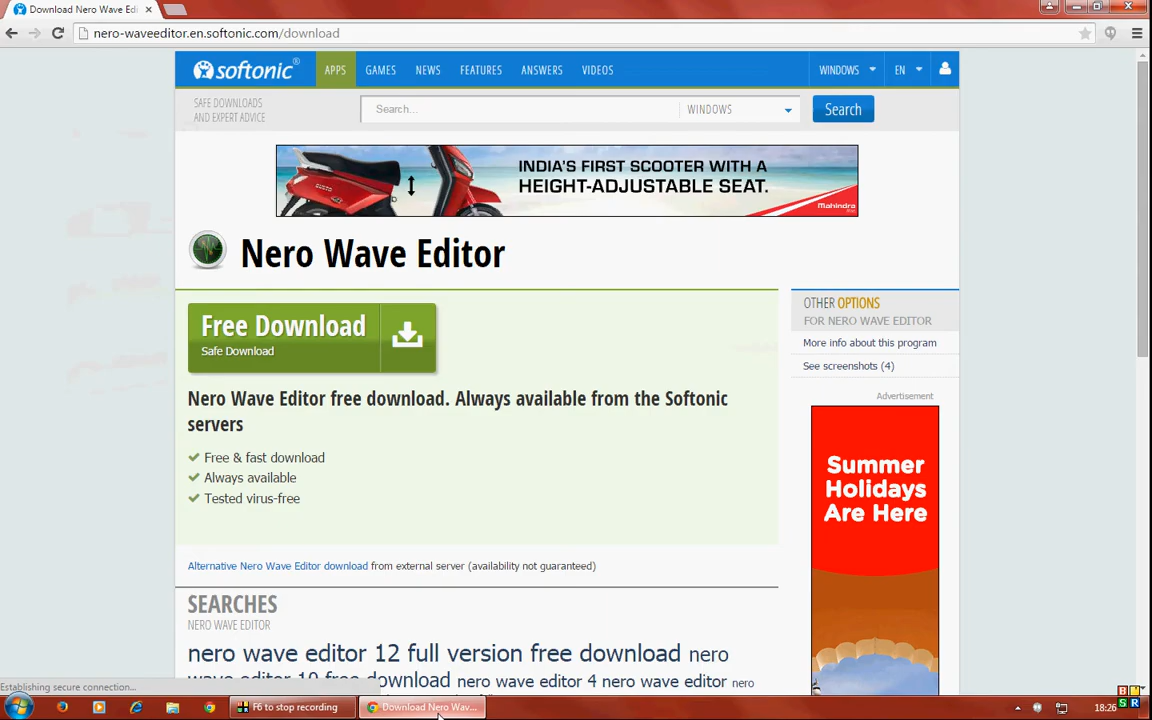 Download Nero Wave Edi
nero-waveeditor.en.softonic.com/download
softonic®
APPS
GAMES
NEWS
FEATURES
ANSWERS
VIDEOS
WINDOWS
EN
SAFE DOWNLOADS
AND EXPERT ADVICE
Search...
WINDOWS
Search
INDIA'S FIRST SCOOTER WITH A
HEIGHT-ADJUSTABLE SEAT.
Mahindra
Nero Wave Editor
Free Download
Safe Download
Nero Wave Editor free download. Always available from the Softonic
servers
Free & fast download
Always available
Tested virus-free
Alternative Nero Wave Editor download from external server (availability not guaranteed)
SEARCHES
NERO WAVE EDITOR
nero wave editor 12 full version free download nero
wave editor 10 free download nero wave editor 4 nero wave editor nero
OTHER OPTIONS
FOR NERO WAVE EDITOR
More info about this program
See screenshots (4)
Advertisement
Summer
Holidays
Are Here
Establishing secure connection...
F6 to stop recording
Download Nero Wav...
18:26